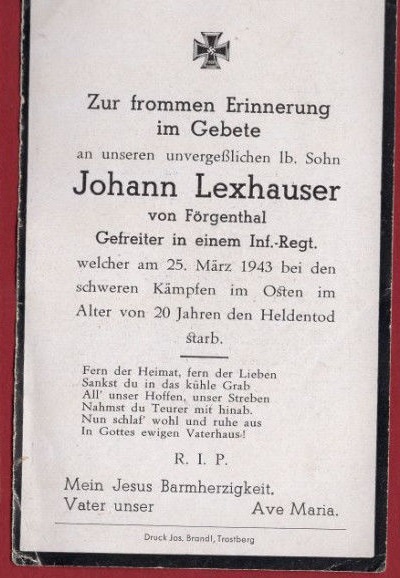 Zur frommen Erinnerung
im Gebete
an unseren unvergeßlichen lb. Sohn
Johann Lexhauser
von Förgenthal
Gefreiter in einem Inf.-Regt.
welcher am 25. März 1943 bei den
schweren Kämpfen im Osten im
Alter von 20 Jahren den Heldentod
starb.
Fern der Heimat, fern der Lieben
Sankst du in das kühle Grab
All' unser Hoffen, unser Streben
Nahmst du Teurer mit hinab.
Nun schlaf' wohl und ruhe aus
In Gottes ewigen Vaterhaus!
R. I. P.
Mein Jesus Barmherzigkeit.
Vater unser Ave Maria.
Druck Jos. Brandl, Trostberg